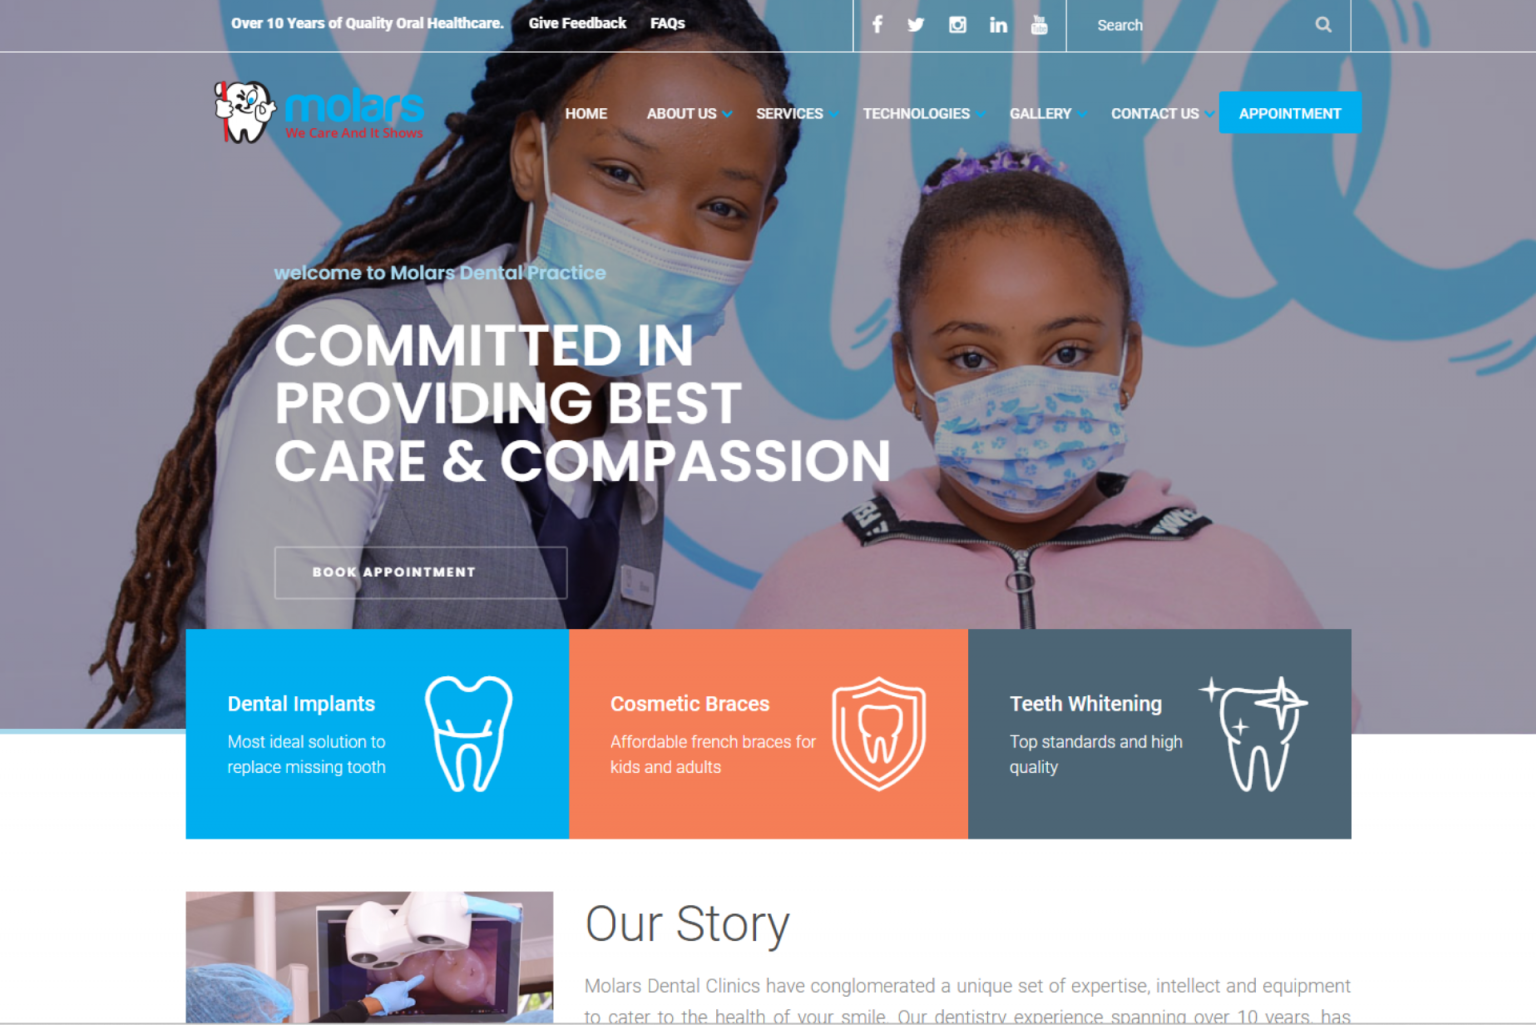 Over 10 Years of Quality Oral Healthcare. Give Feedback FAQs Search
molars
We Care And It Shows
HOME ABOUT US SERVICES TECHNOLOGIES GALLERY CONTACT US APPOINTMENT
welcome to Molars Dental Practice
COMMITTED IN
PROVIDING BEST
CARE & COMPASSION
BOOK APPOINTMENT
Dental Implants
Most ideal solution to
replace missing tooth
Cosmetic Braces
Affordable french braces for
kids and adults
Teeth Whitening
Top standards and high
quality
Our Story
Molars Dental Clinics have conglomerated a unique set of expertise, intellect and equipment
to cater to the health of your smile. Our dentistry experience spanning over 10 years, has